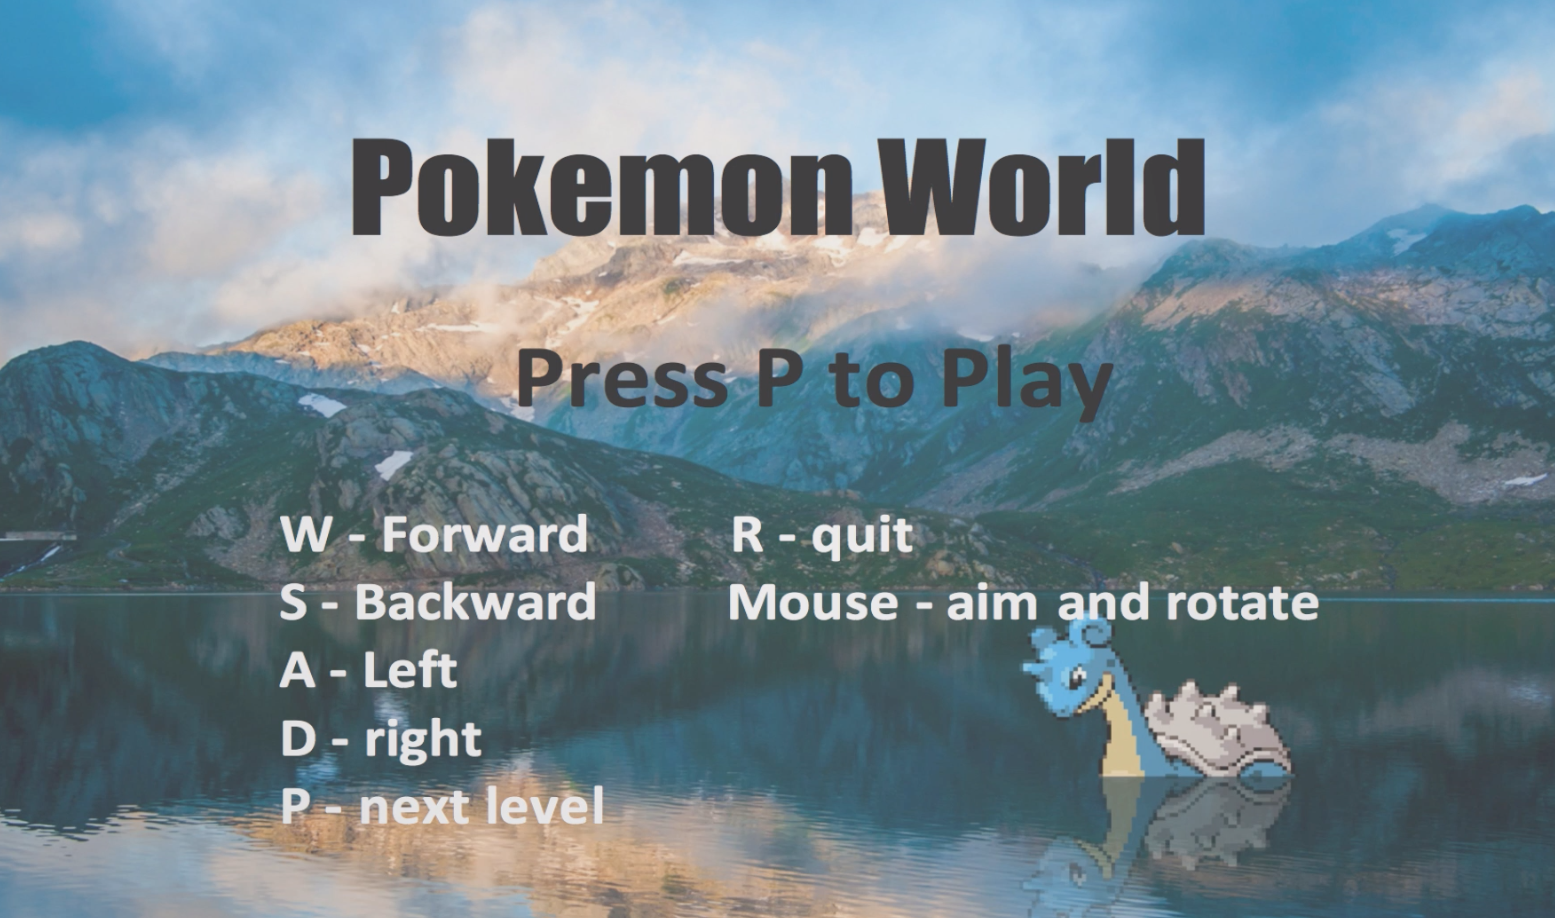 Pokemon World
Press P to Play
W - Forward
S - Backward
A - Left
D - right
P - next level
R - quit
Mouse - aim and rotate